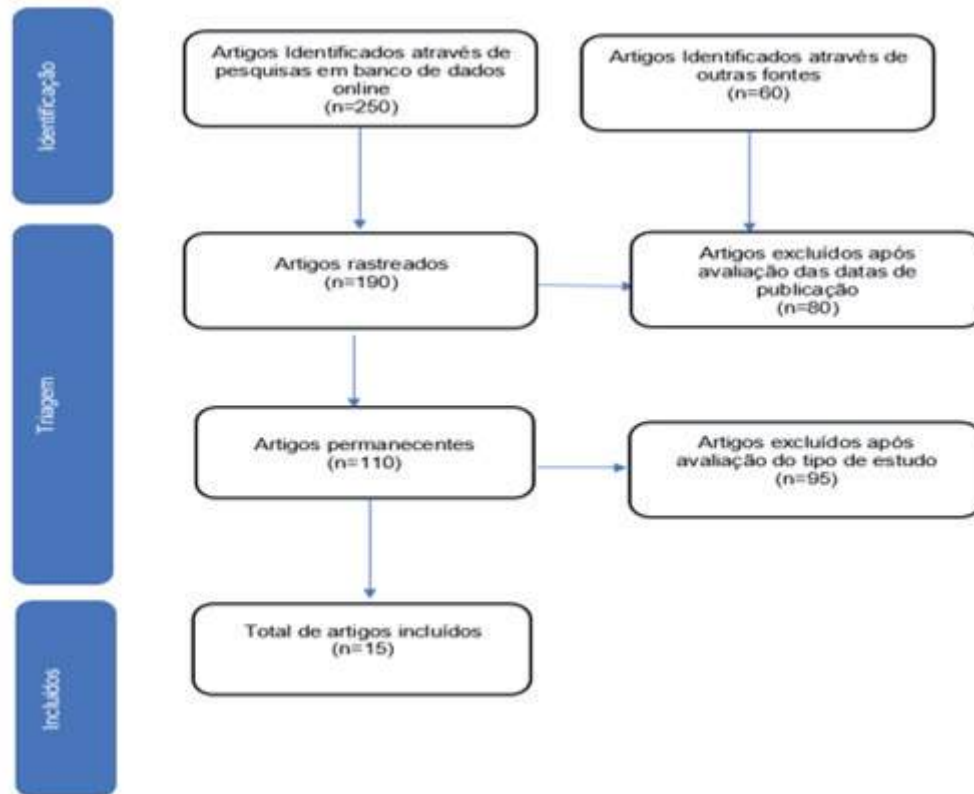 Identificação
Artigos Identificados através de
pesquisas em banco de dados
online
(n=250)
Artigos Identificados através de
outras fontes
(n=60)
Triagem
Artigos rastreados
(n=190)
Artigos excluídos após
avaliação das datas de
publicação
(n=80)
Artigos permanecentes
(n=110)
Artigos excluídos após
avaliação do tipo de estudo
(n=95)
Incluídos
Total de artigos incluídos
(n=15)